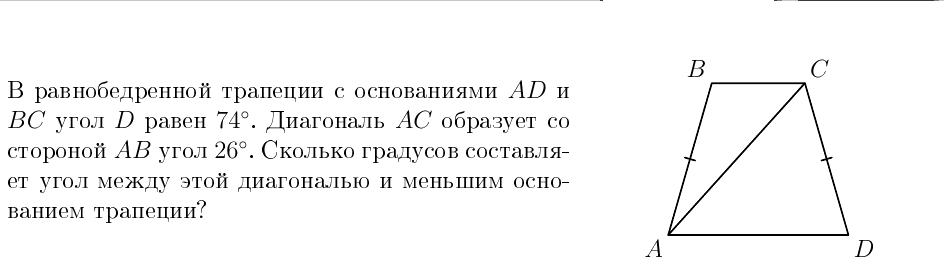 В равнобедренной трапеции с основаниями AD и
BC угол D равен 74°. Диагональ AC образует со
стороной AB угол 26°. Сколько градусов составля-
ет угол между этой диагональю и меньшим осно-
ванием трапеции?
B C
A D